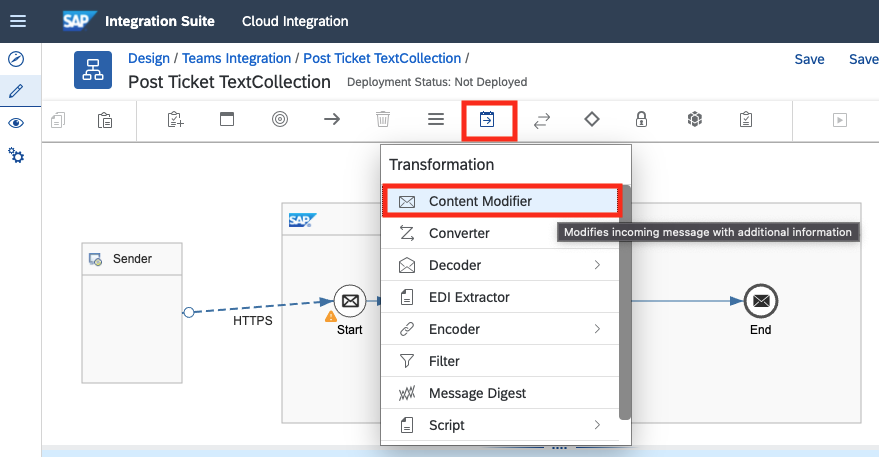 SAP Integration Suite Cloud Integration
Design / Teams Integration / Post Ticket TextCollection /
Save Save
Post Ticket TextCollection Deployment Status: Not Deployed
Transformation
Content Modifier
SAP
Converter
Modifies incoming message with additional information
Sender
Decoder
EDI Extractor
HTTPS
Start
Encoder
End
Filter
Message Digest
Script